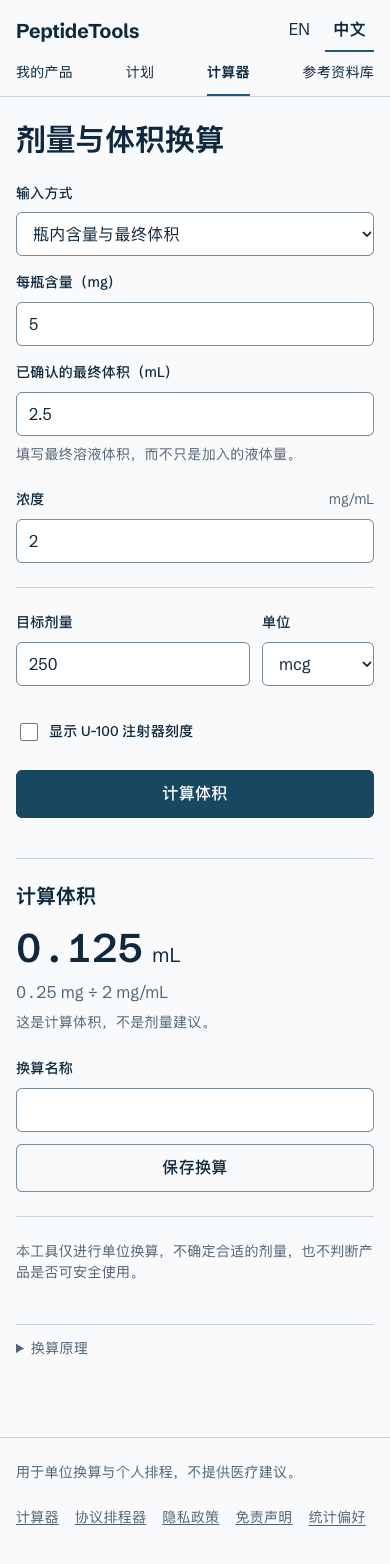 PeptideTools
EN 中文
我的产品 计划 计算器 参考资料库
剂量与体积换算
输入方式
瓶内含量与最终体积
每瓶含量（mg）
5
已确认的最终体积（mL）
2.5
填写最终溶液体积，而不只是加入的液体量。
浓度 mg/mL
2
目标剂量 单位
250 mcg
显示 U-100 注射器刻度
计算体积
计算体积
0.125 mL
0.25 mg ÷ 2 mg/mL
这是计算体积，不是剂量建议。
换算名称
保存换算
本工具仅进行单位换算，不确定合适的剂量，也不判断产
品是否可安全使用。
换算原理
用于单位换算与个人排程，不提供医疗建议。
计算器 协议排程器 隐私政策 免责声明 统计偏好